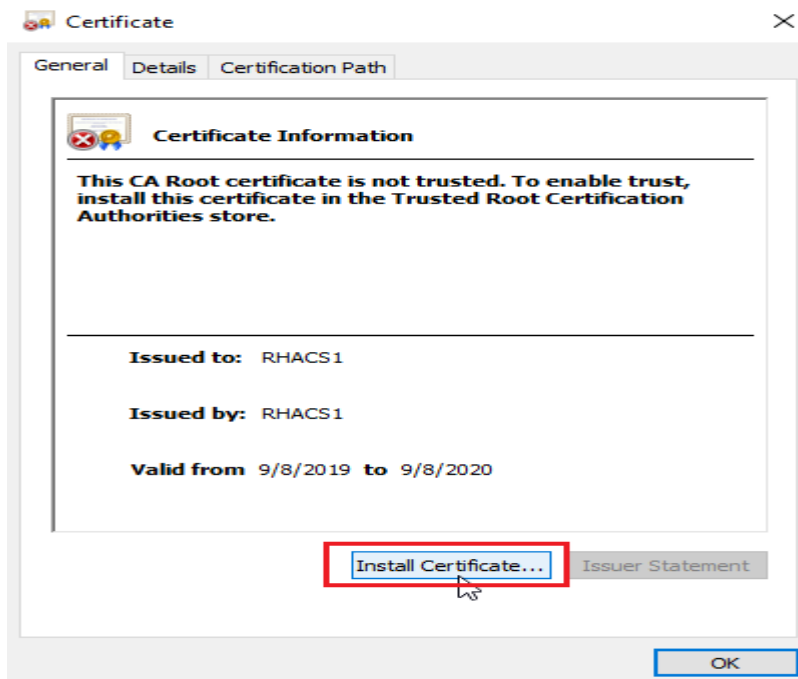 Certificate
General Details Certification Path
Certificate Information
This CA Root certificate is not trusted. To enable trust,
install this certificate in the Trusted Root Certification
Authorities store.
Issued to: RHACS1
Issued by: RHACS1
Valid from 9/8/2019 to 9/8/2020
Install Certificate... Issuer Statement
OK